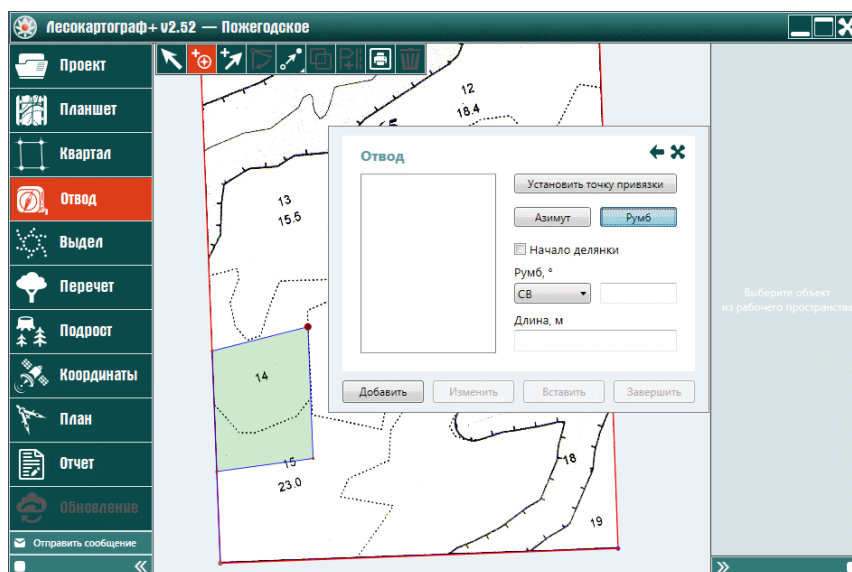 Лесокартограф+ v2.52 — Пожегодское
Проект
Планшет
Квартал
Отвод
Выдел
Перечет
Подрост
Координаты
План
Отчет
Обновление
Отправить сообщение
12
18.4
13
15.5
14
15
23.0
18
19
Отвод
Установить точку привязки
Азимут
Румб
Начало делянки
Румб, °
СВ
Длина, м
Добавить
Изменить
Вставить
Завершить
Выберите объект
из рабочего пространства